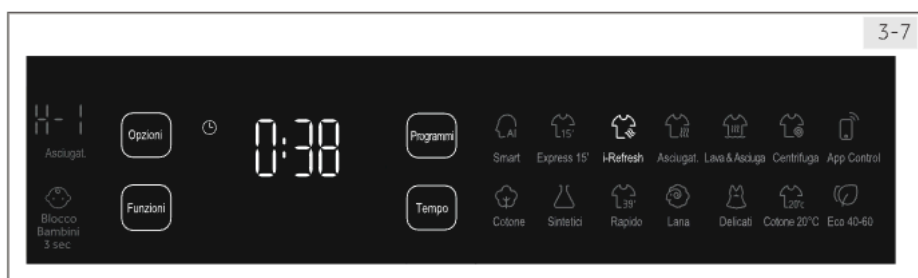 3-7
H-1
Asciugat.
Opzioni
0:38
Programmi
AI
15'
Smart
Express 15'
i-Refresh
Asciugat.
Lava & Asciuga
Centrifuga
App Control
Blocco
Bambini
3 sec
Funzioni
Tempo
39'
20°c
Cotone
Sintetici
Rapido
Lana
Delicati
Cotone 20°C
Eco 40-60